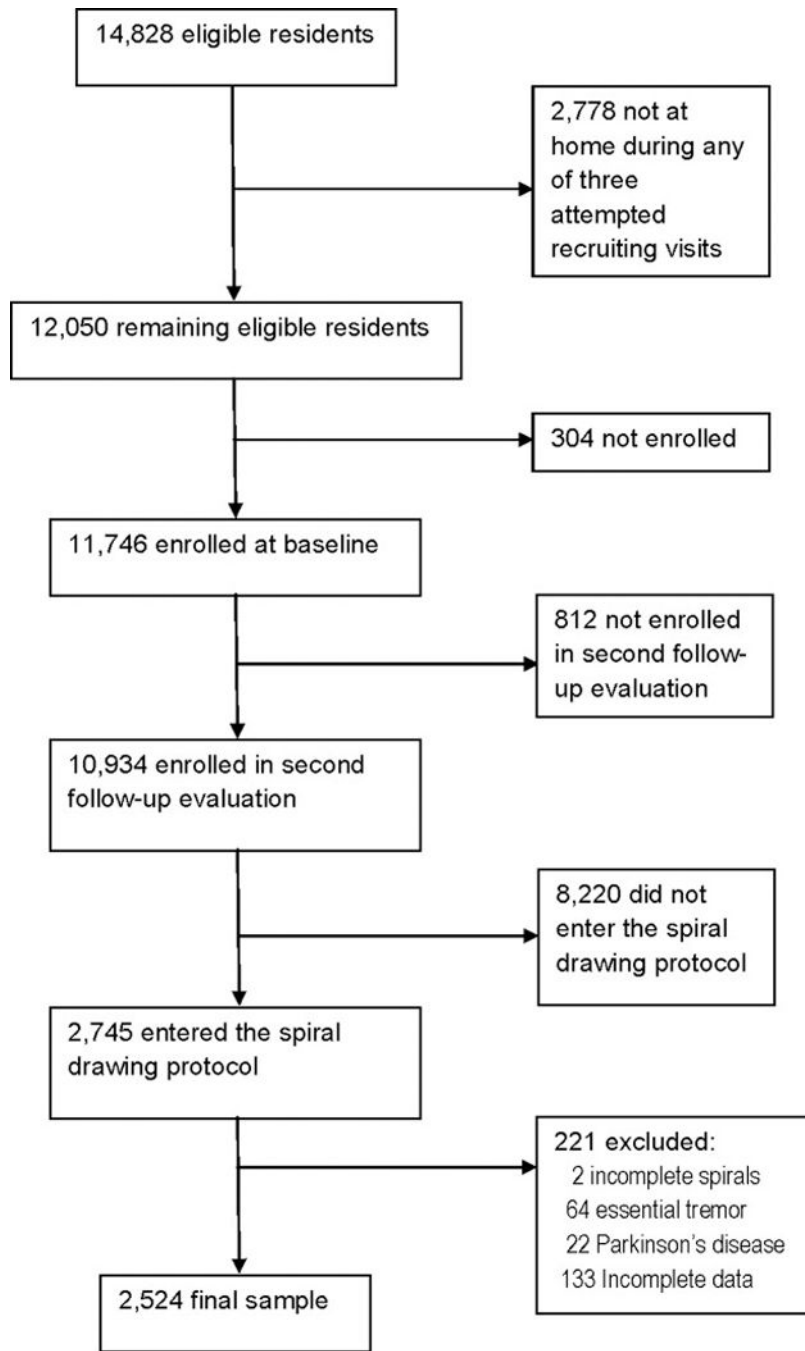 14,828 eligible residents
2,778 not at
home during any
of three
attempted
recruiting visits
12,050 remaining eligible residents
304 not enrolled
11,746 enrolled at baseline
812 not enrolled
in second follow-
up evaluation
10,934 enrolled in second
follow-up evaluation
8,220 did not
enter the spiral
drawing protocol
2,745 entered the spiral
drawing protocol
221 excluded:
2 incomplete spirals
64 essential tremor
22 Parkinson's disease
133 Incomplete data
2,524 final sample